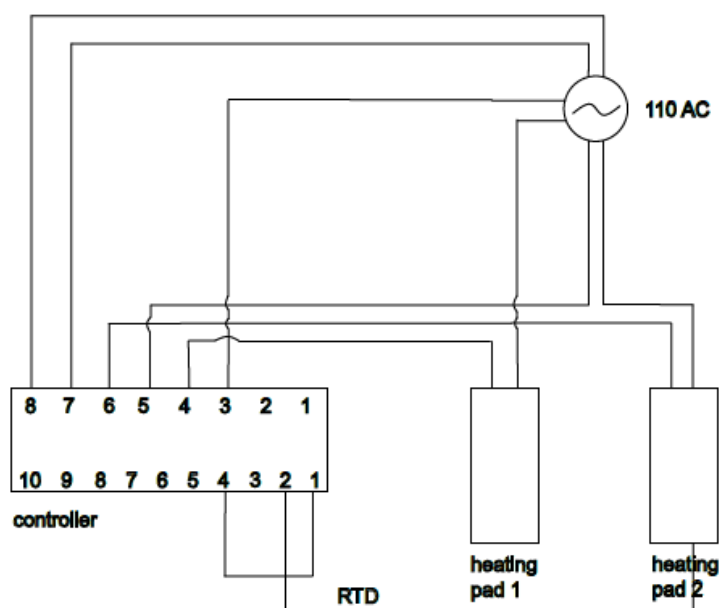 110 AC
8 7 6 5 4 3 2 1
10 9 8 7 6 5 4 3 2 1
controller
heating
pad 1
heating
pad 2
RTD